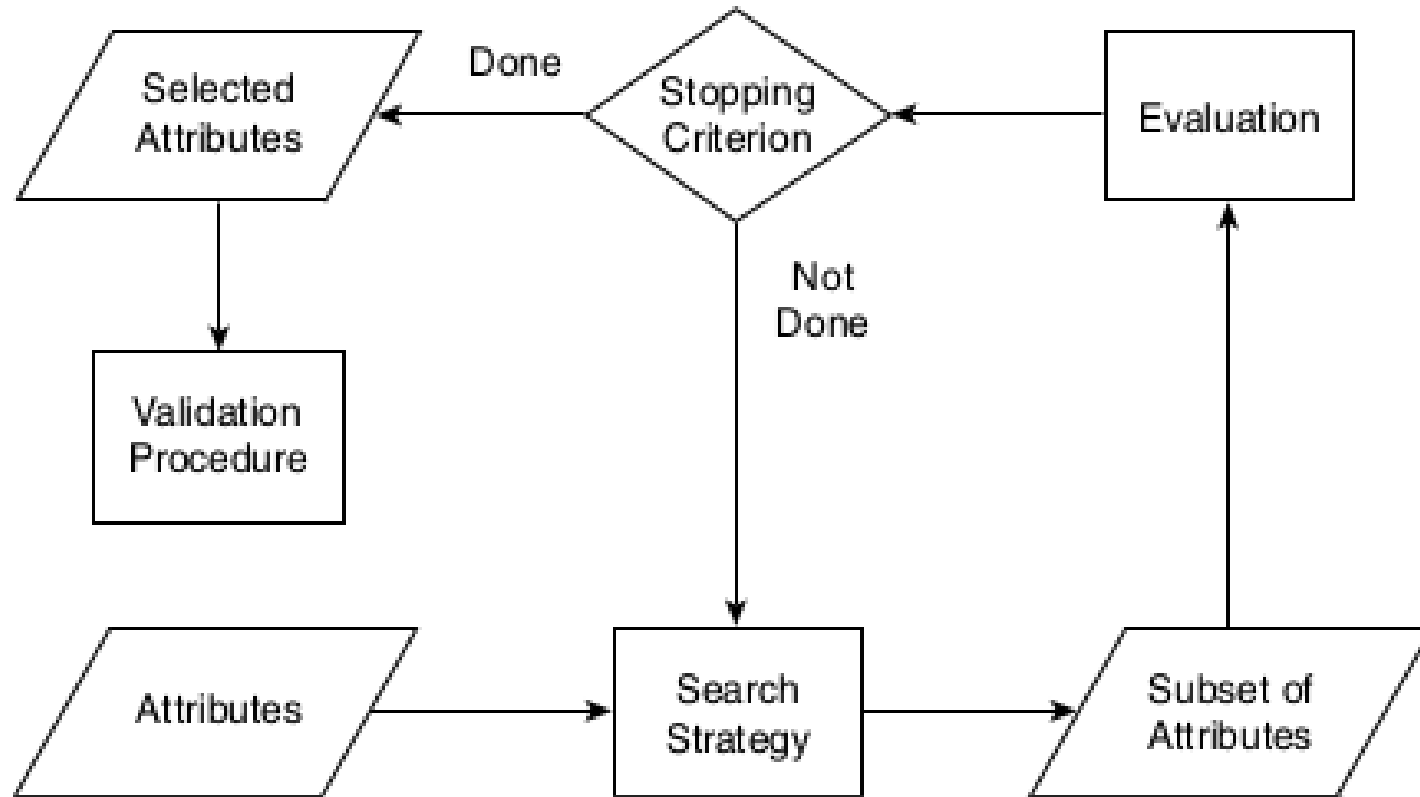 Selected
Attributes
Done
Stopping
Criterion
Evaluation
Not
Done
Validation
Procedure
Attributes
Search
Strategy
Subset of
Attributes